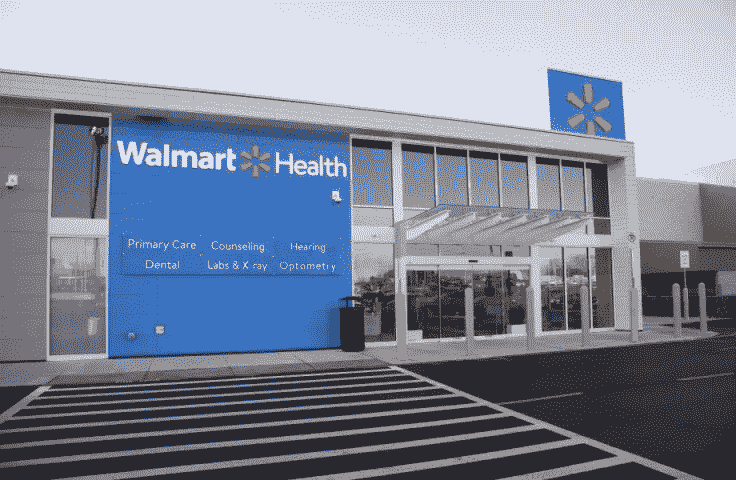 Walmart Health
Primary Care Counseling Hearing
Dental Labs & X-ray Optometry